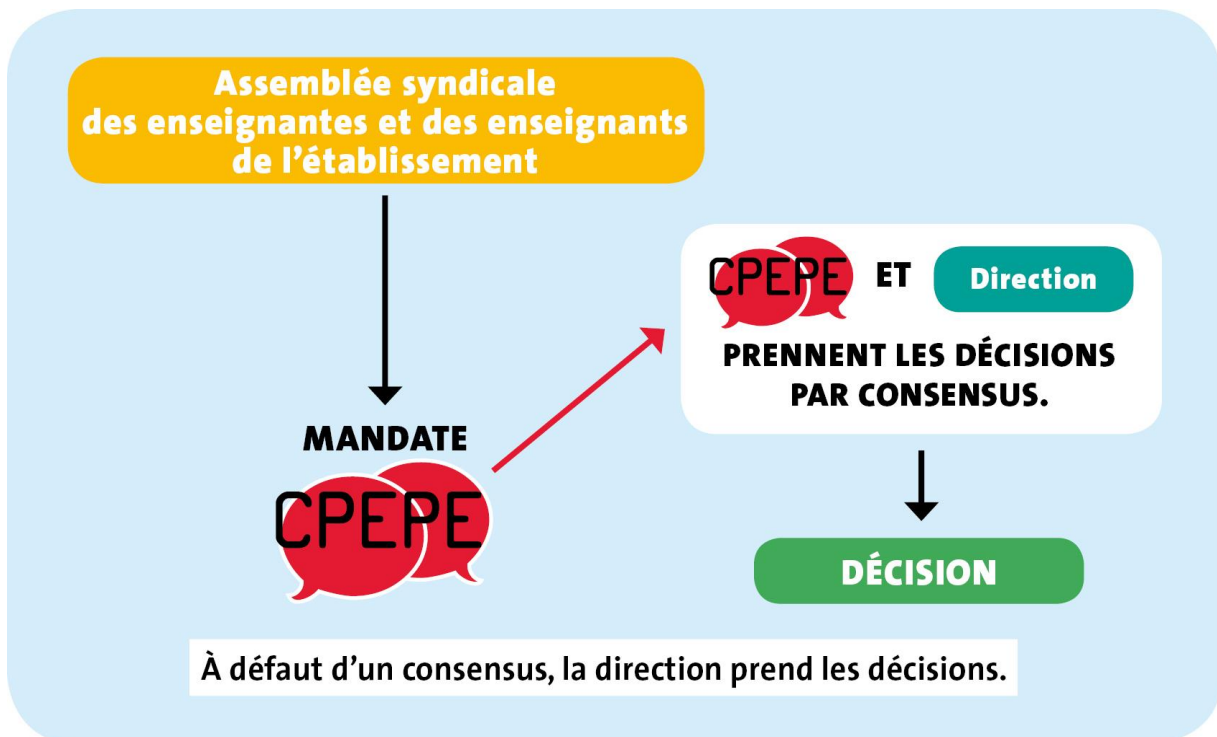 Assemblée syndicale
des enseignantes et des enseignants
de l’établissement
MANDATE
CPEPE
CPEPE ET Direction
PRENNENT LES DÉCISIONS
PAR CONSENSUS.
DÉCISION
À défaut d’un consensus, la direction prend les décisions.